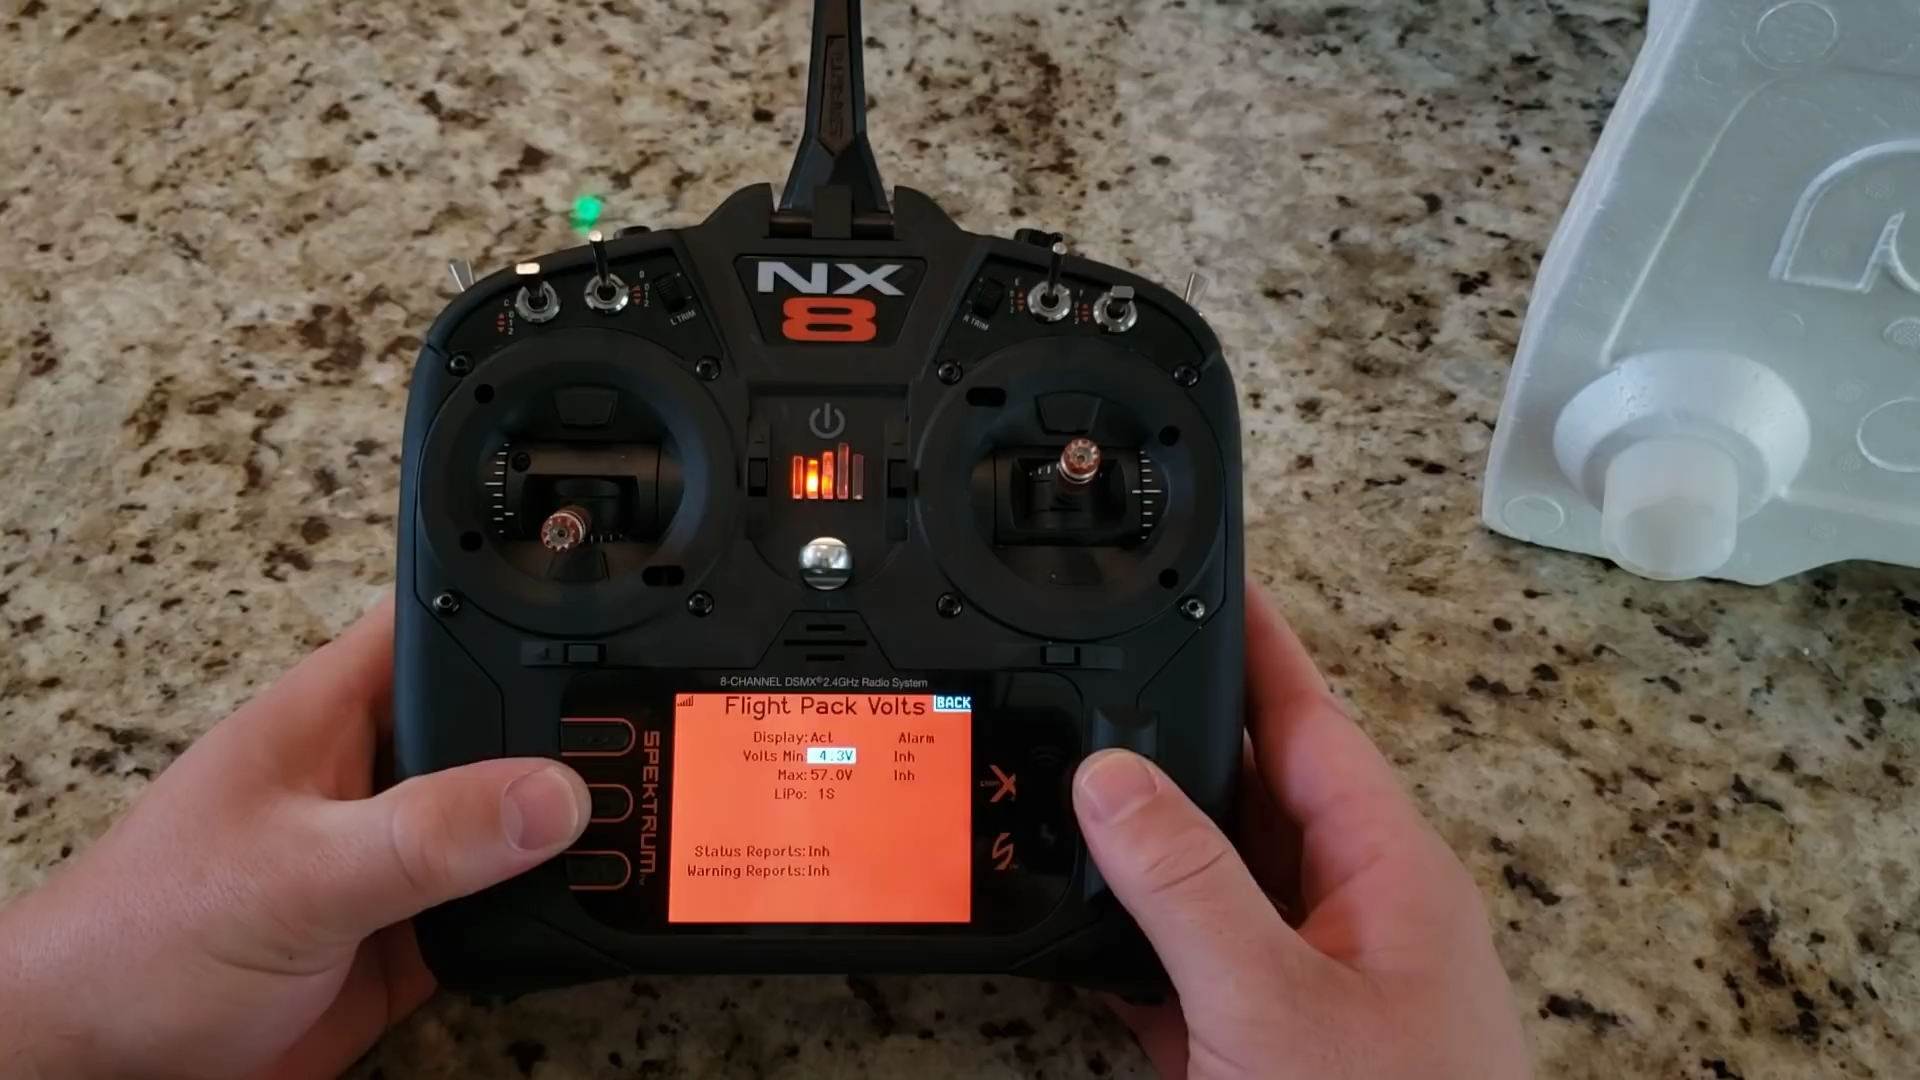 NX
8
L TRIM
R TRIM
8-CHANNEL DSMX® 2.4GHz Radio System
SPEKTRUM
Flight Pack Volts
BACK
Display: Act Alarm
Volts Min: 4.3V Inh
Max: 57.0V Inh
LiPo: 1S
Status Reports: Inh
Warning Reports: Inh